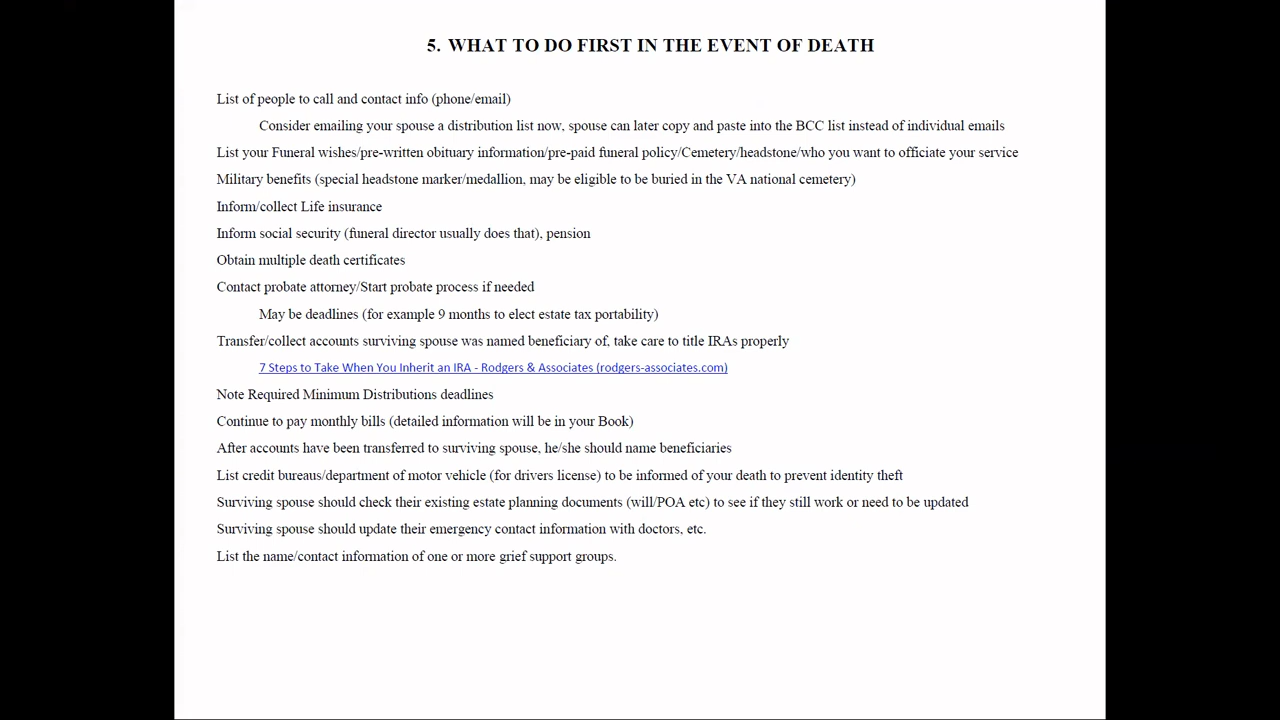 5. WHAT TO DO FIRST IN THE EVENT OF DEATH
List of people to call and contact info (phone/email)
Consider emailing your spouse a distribution list now, spouse can later copy and paste into the BCC list instead of individual emails
List your Funeral wishes/pre-written obituary information/pre-paid funeral policy/Cemetery/headstone/who you want to officiate your service
Military benefits (special headstone marker/medallion, may be eligible to be buried in the VA national cemetery)
Inform/collect Life insurance
Inform social security (funeral director usually does that), pension
Obtain multiple death certificates
Contact probate attorney/Start probate process if needed
May be deadlines (for example 9 months to elect estate tax portability)
Transfer/collect accounts surviving spouse was named beneficiary of, take care to title IRAs properly
7 Steps to Take When You Inherit an IRA - Rodgers & Associates (rodgers-associates.com)
Note Required Minimum Distributions deadlines
Continue to pay monthly bills (detailed information will be in your Book)
After accounts have been transferred to surviving spouse, he/she should name beneficiaries
List credit bureaus/department of motor vehicle (for drivers license) to be informed of your death to prevent identity theft
Surviving spouse should check their existing estate planning documents (will/POA etc) to see if they still work or need to be updated
Surviving spouse should update their emergency contact information with doctors, etc.
List the name/contact information of one or more grief support groups.